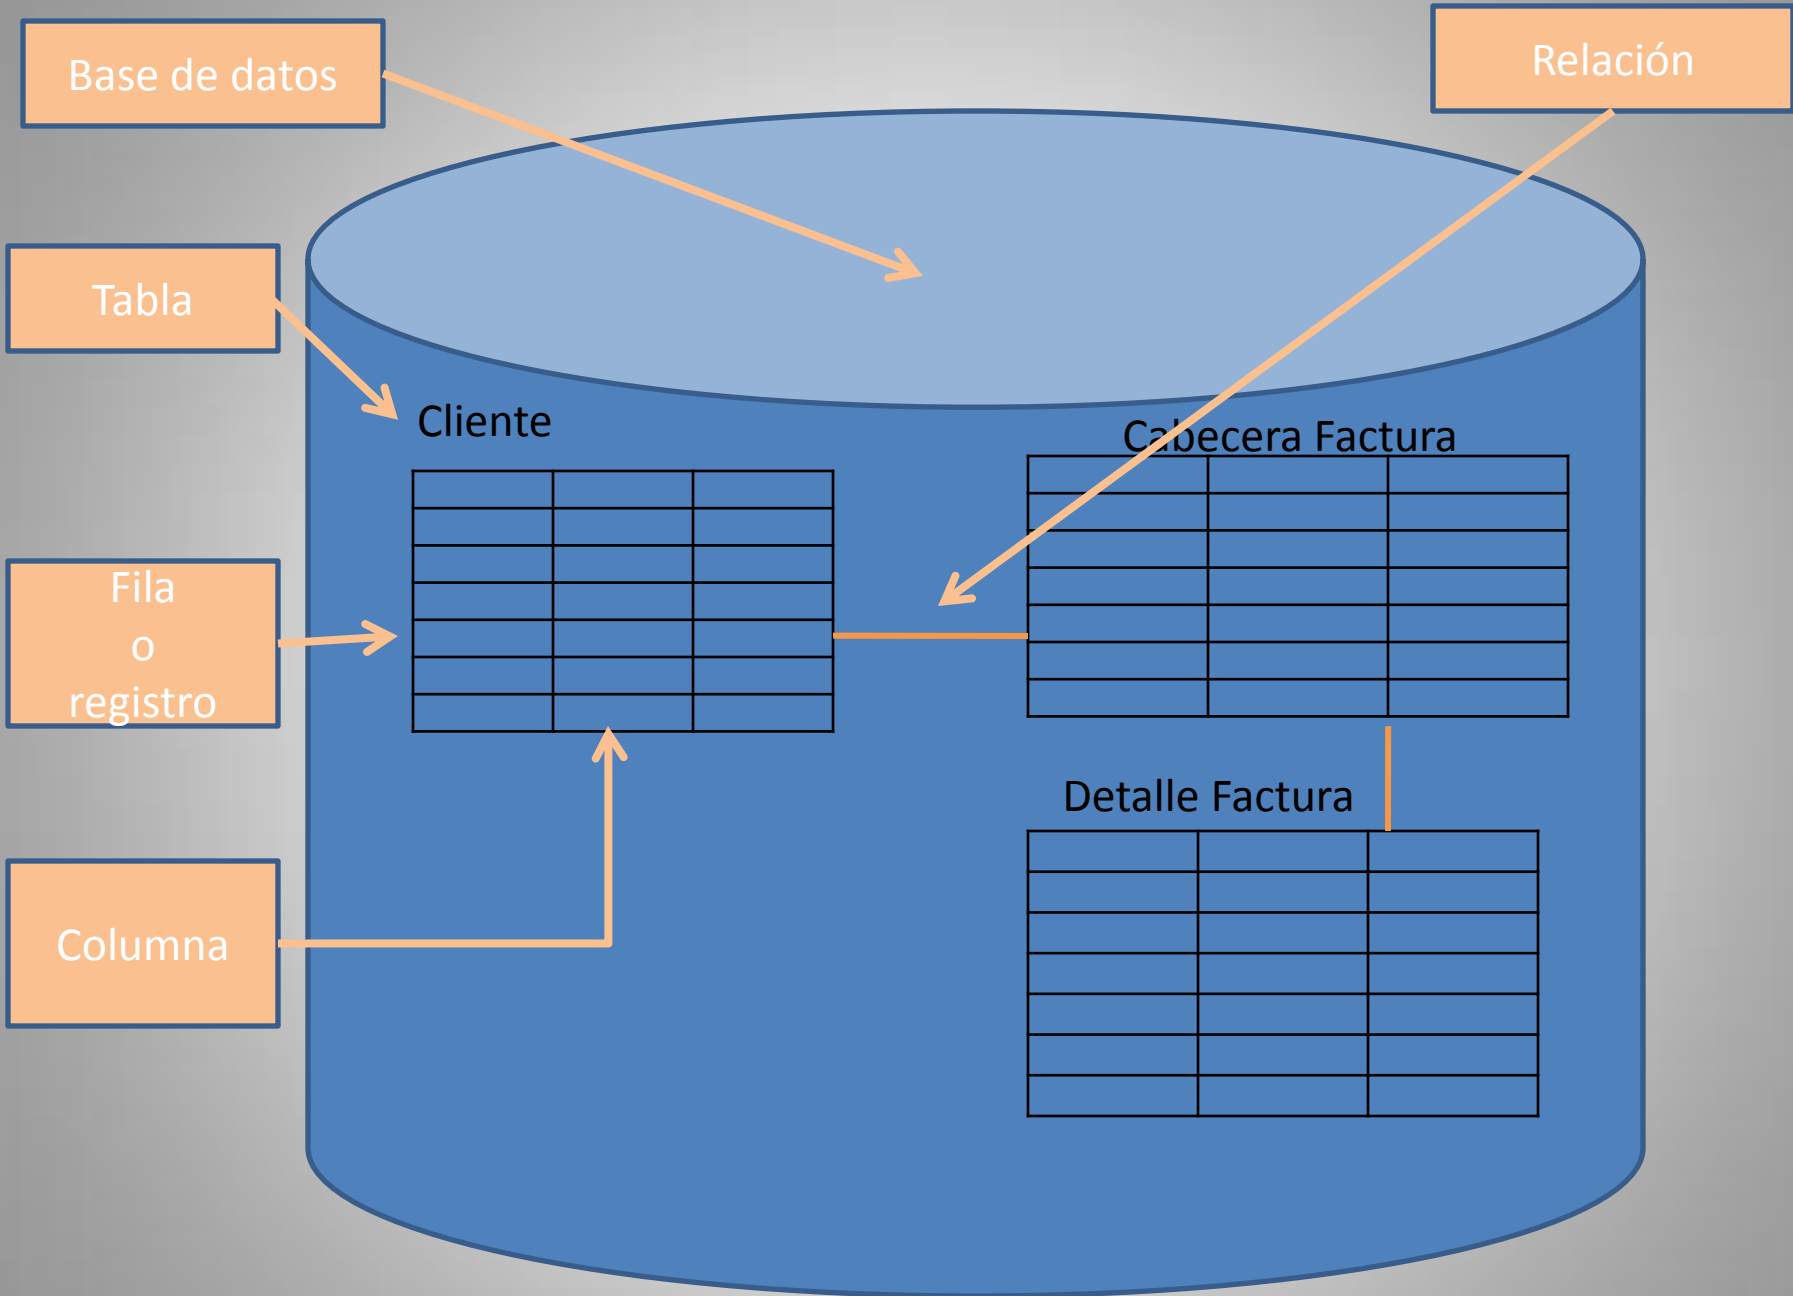 Base de datos
Relación
Tabla
Cliente
Cabecera Factura
Fila
o
registro
Detalle Factura
Columna